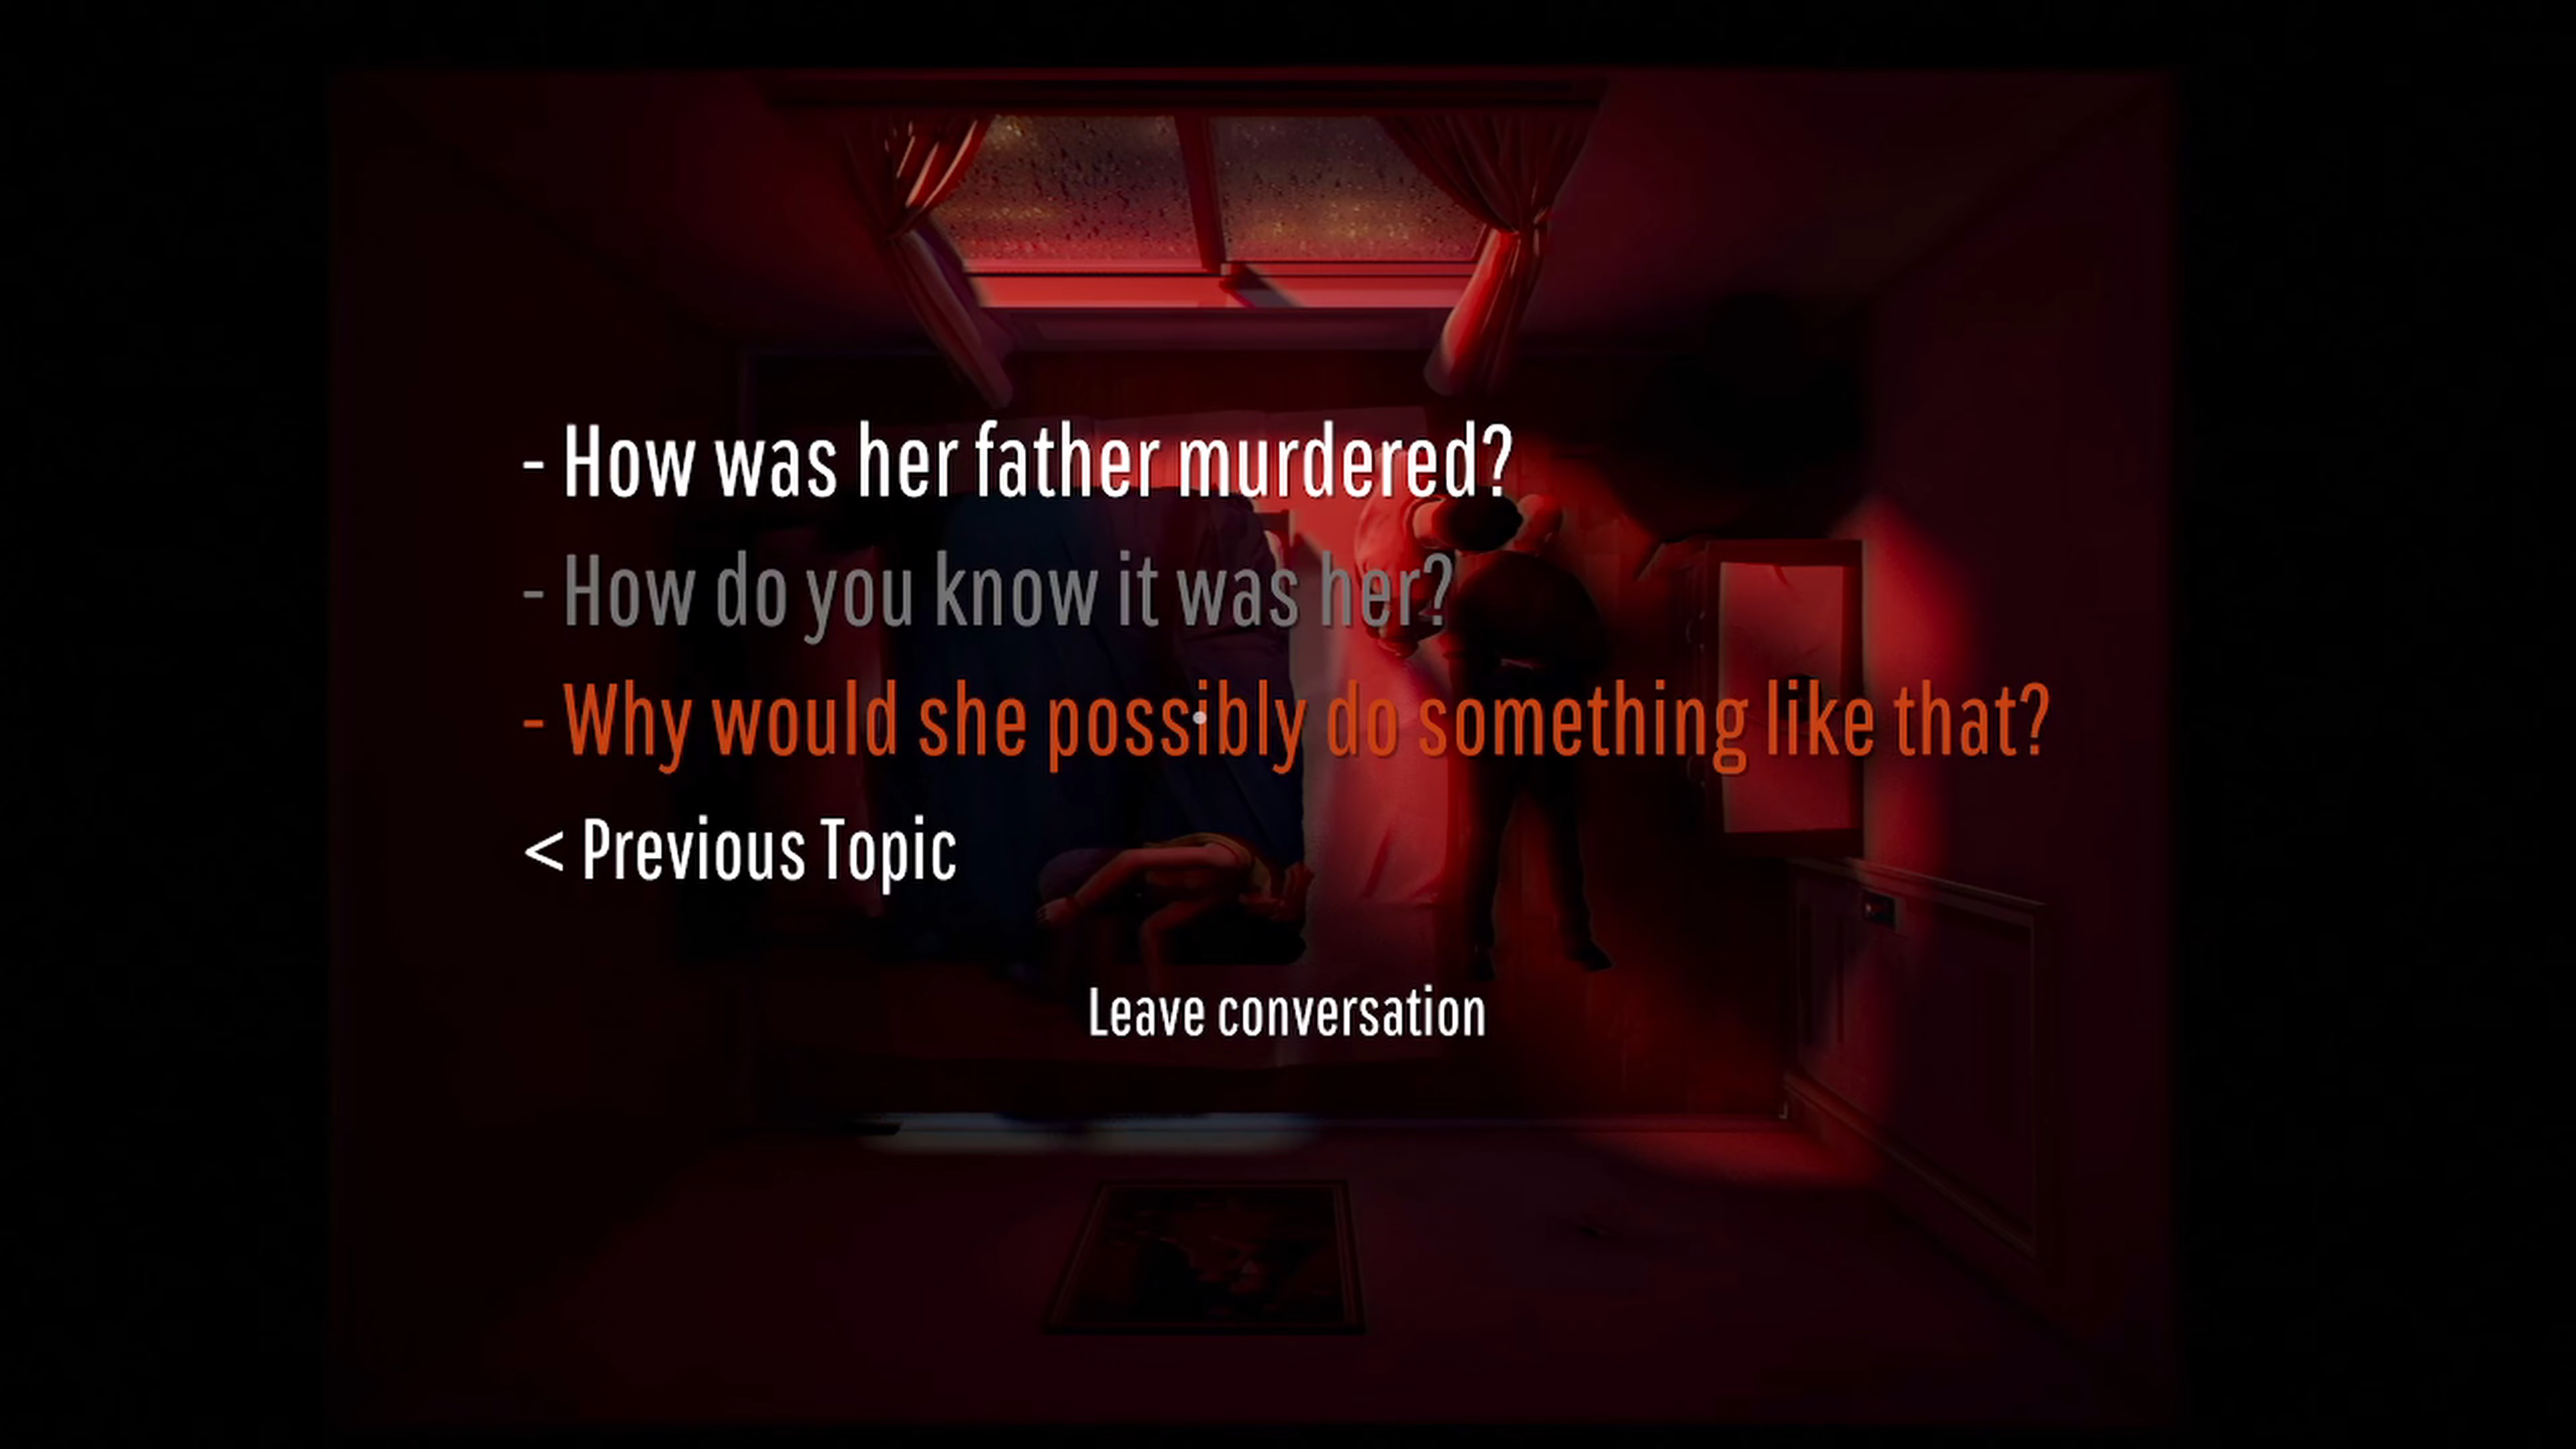 - How was her father murdered?
- How do you know it was her?
- Why would she possibly do something like that?
< Previous Topic
Leave conversation